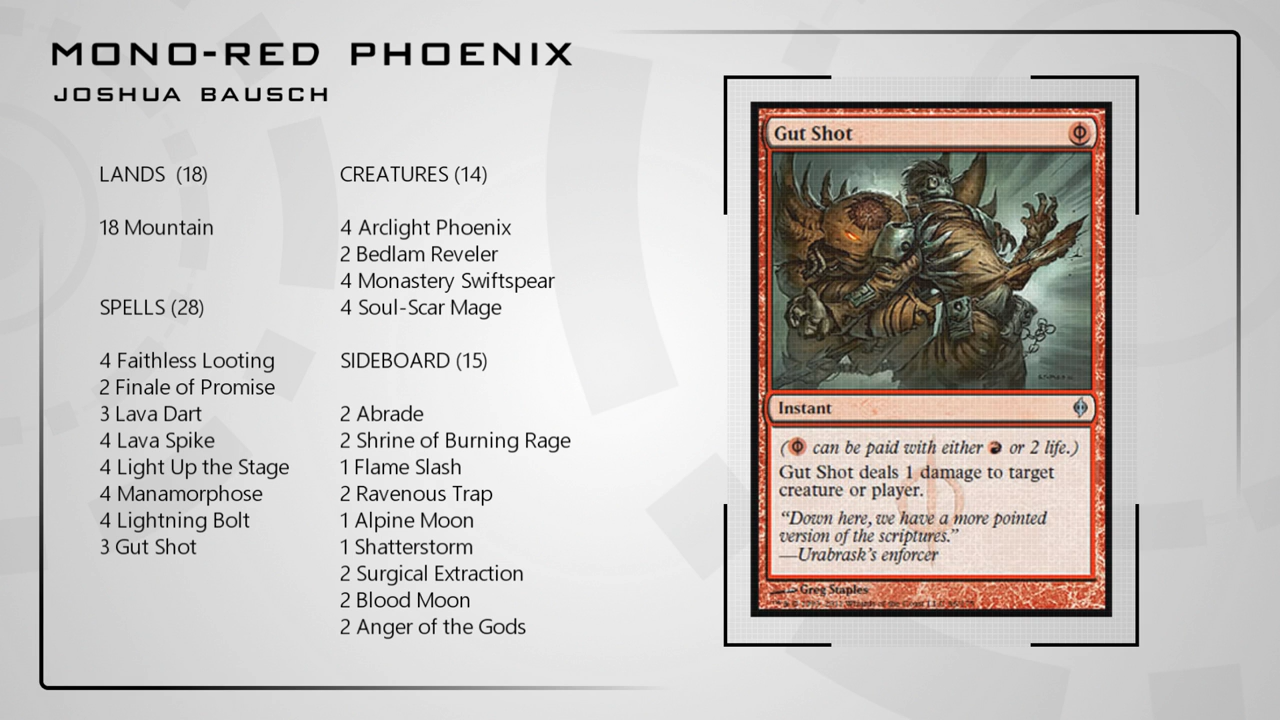 MONO-RED PHOENIX
JOSHUA BAUSCH
LANDS (18)
18 Mountain
SPELLS (28)
4 Faithless Looting
2 Finale of Promise
3 Lava Dart
4 Lava Spike
4 Light Up the Stage
4 Manamorphose
4 Lightning Bolt
3 Gut Shot
CREATURES (14)
4 Arclight Phoenix
2 Bedlam Reveler
4 Monastery Swiftspear
4 Soul-Scar Mage
SIDEBOARD (15)
2 Abrade
2 Shrine of Burning Rage
1 Flame Slash
2 Ravenous Trap
1 Alpine Moon
1 Shatterstorm
2 Surgical Extraction
2 Blood Moon
2 Anger of the Gods
Gut Shot
Instant
( can be paid with either or 2 life.)
Gut Shot deals 1 damage to target
creature or player.
“Down here, we have a more pointed
version of the scriptures.”
—Urabrask's enforcer
Greg Staples